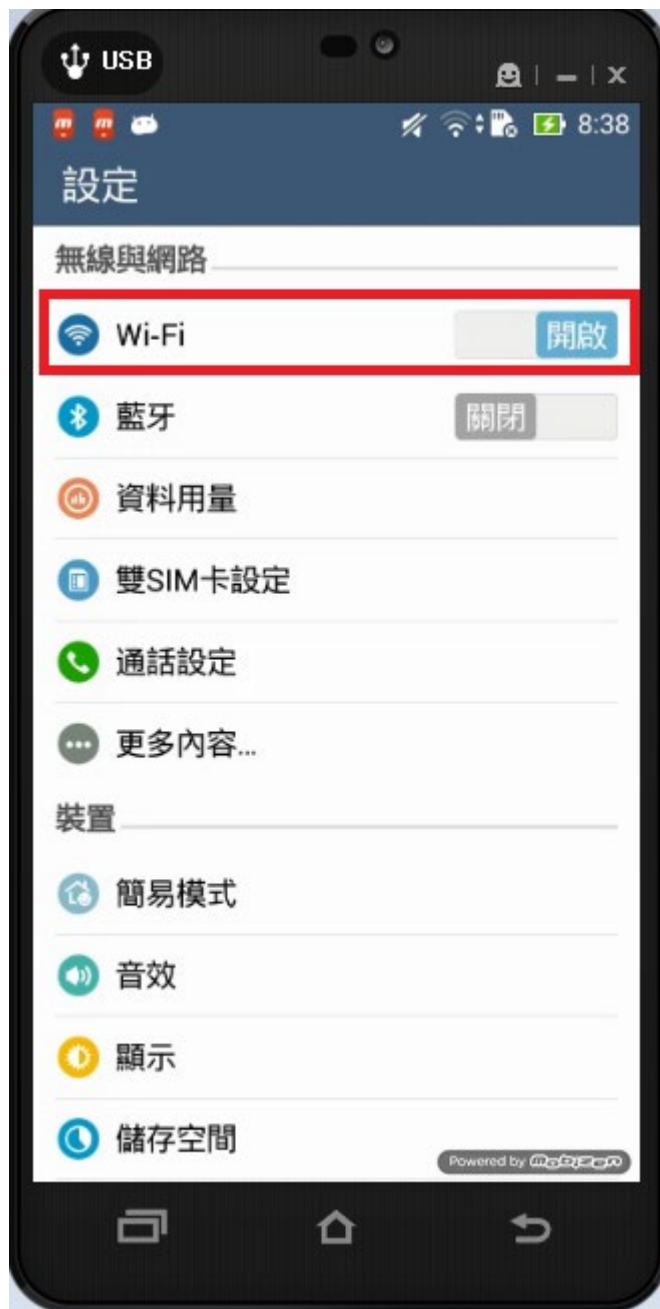 USB
8:38
設定
無線與網路
Wi-Fi 開啟
藍牙 關閉
資料用量
雙SIM卡設定
通話設定
更多內容...
裝置
簡易模式
音效
顯示
儲存空間
Powered by Mobizen